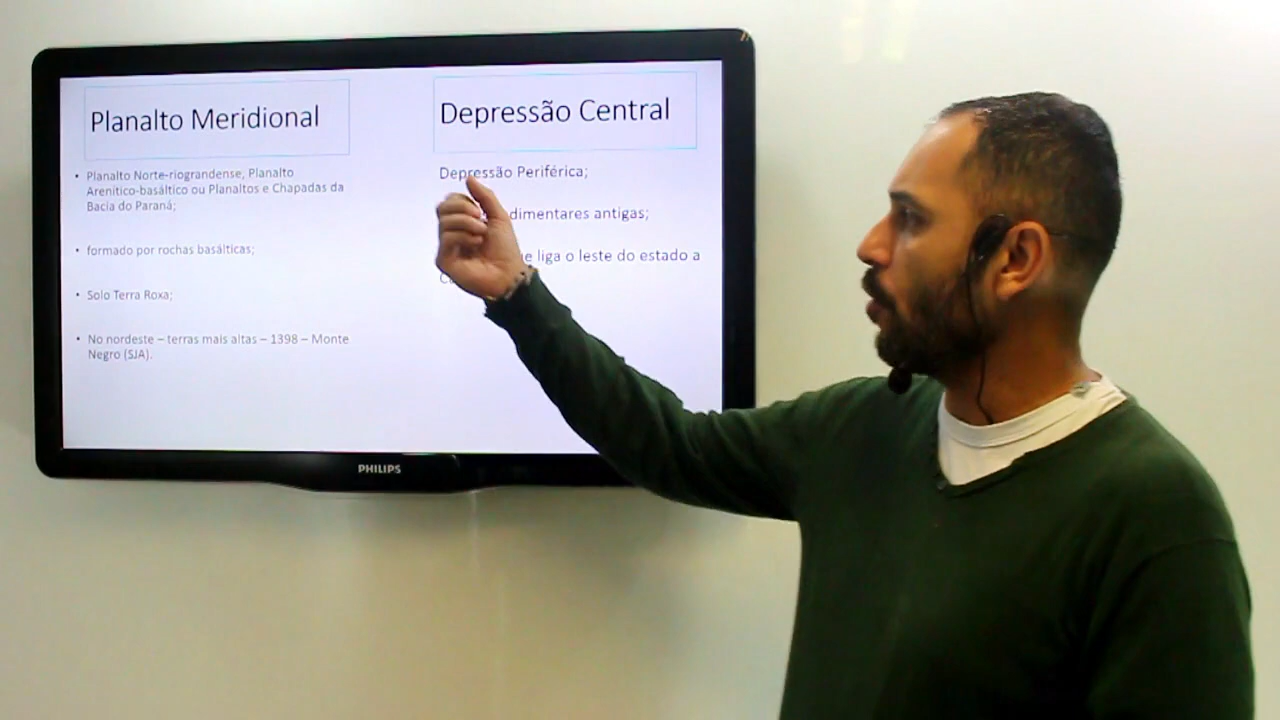 Planalto Meridional
• Planalto Norte-riograndense, Planalto
Arenitico-basáltico ou Planaltos e Chapadas da
Bacia do Paraná;
• formado por rochas basálticas;
• Solo Terra Roxa;
• No nordeste – terras mais altas – 1398 – Monte
Negro (SJA).
Depressão Central
Depressão Periférica;
dimentares antigas;
liga o leste do estado a
PHILIPS